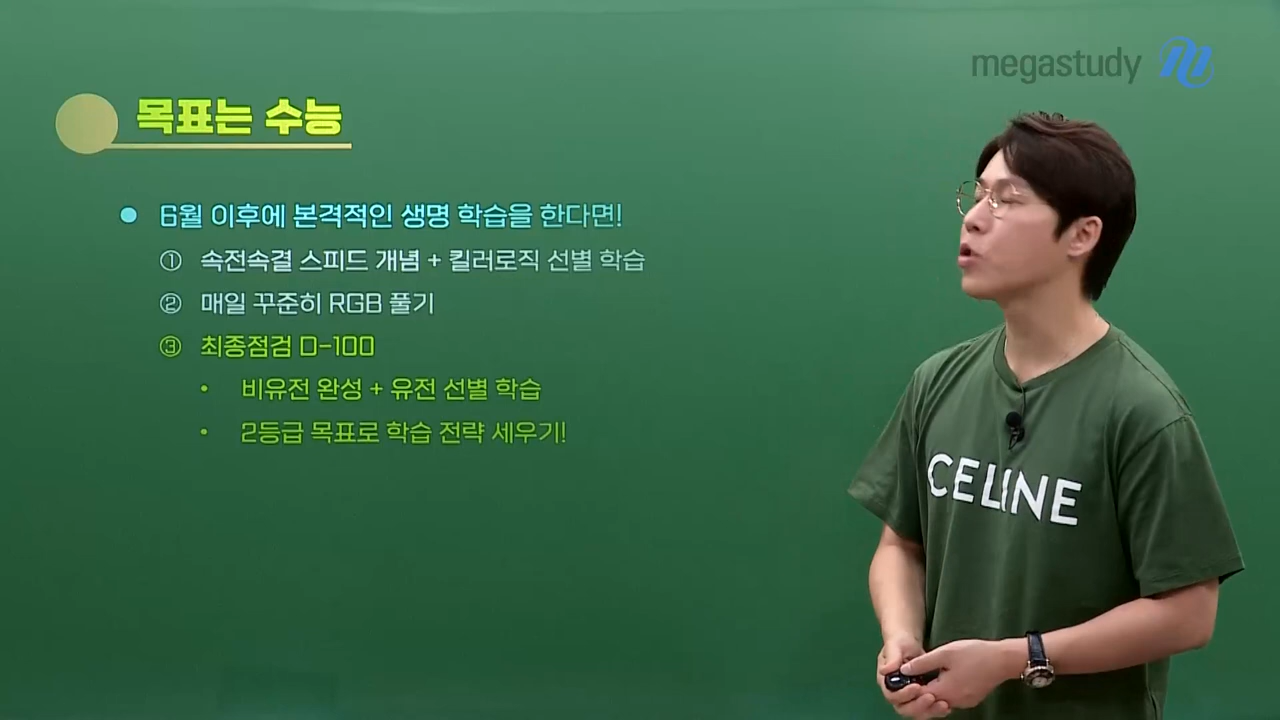 megastudy
목표는 수능
6월 이후에 본격적인 생명 학습을 한다면!
① 속전속결 스피드 개념 + 킬러로직 선별 학습
② 매일 꾸준히 RGB 풀기
③ 최종점검 D-100
• 비유전 완성 + 유전 선별 학습
• 2등급 목표로 학습 전략 세우기!
CELINE